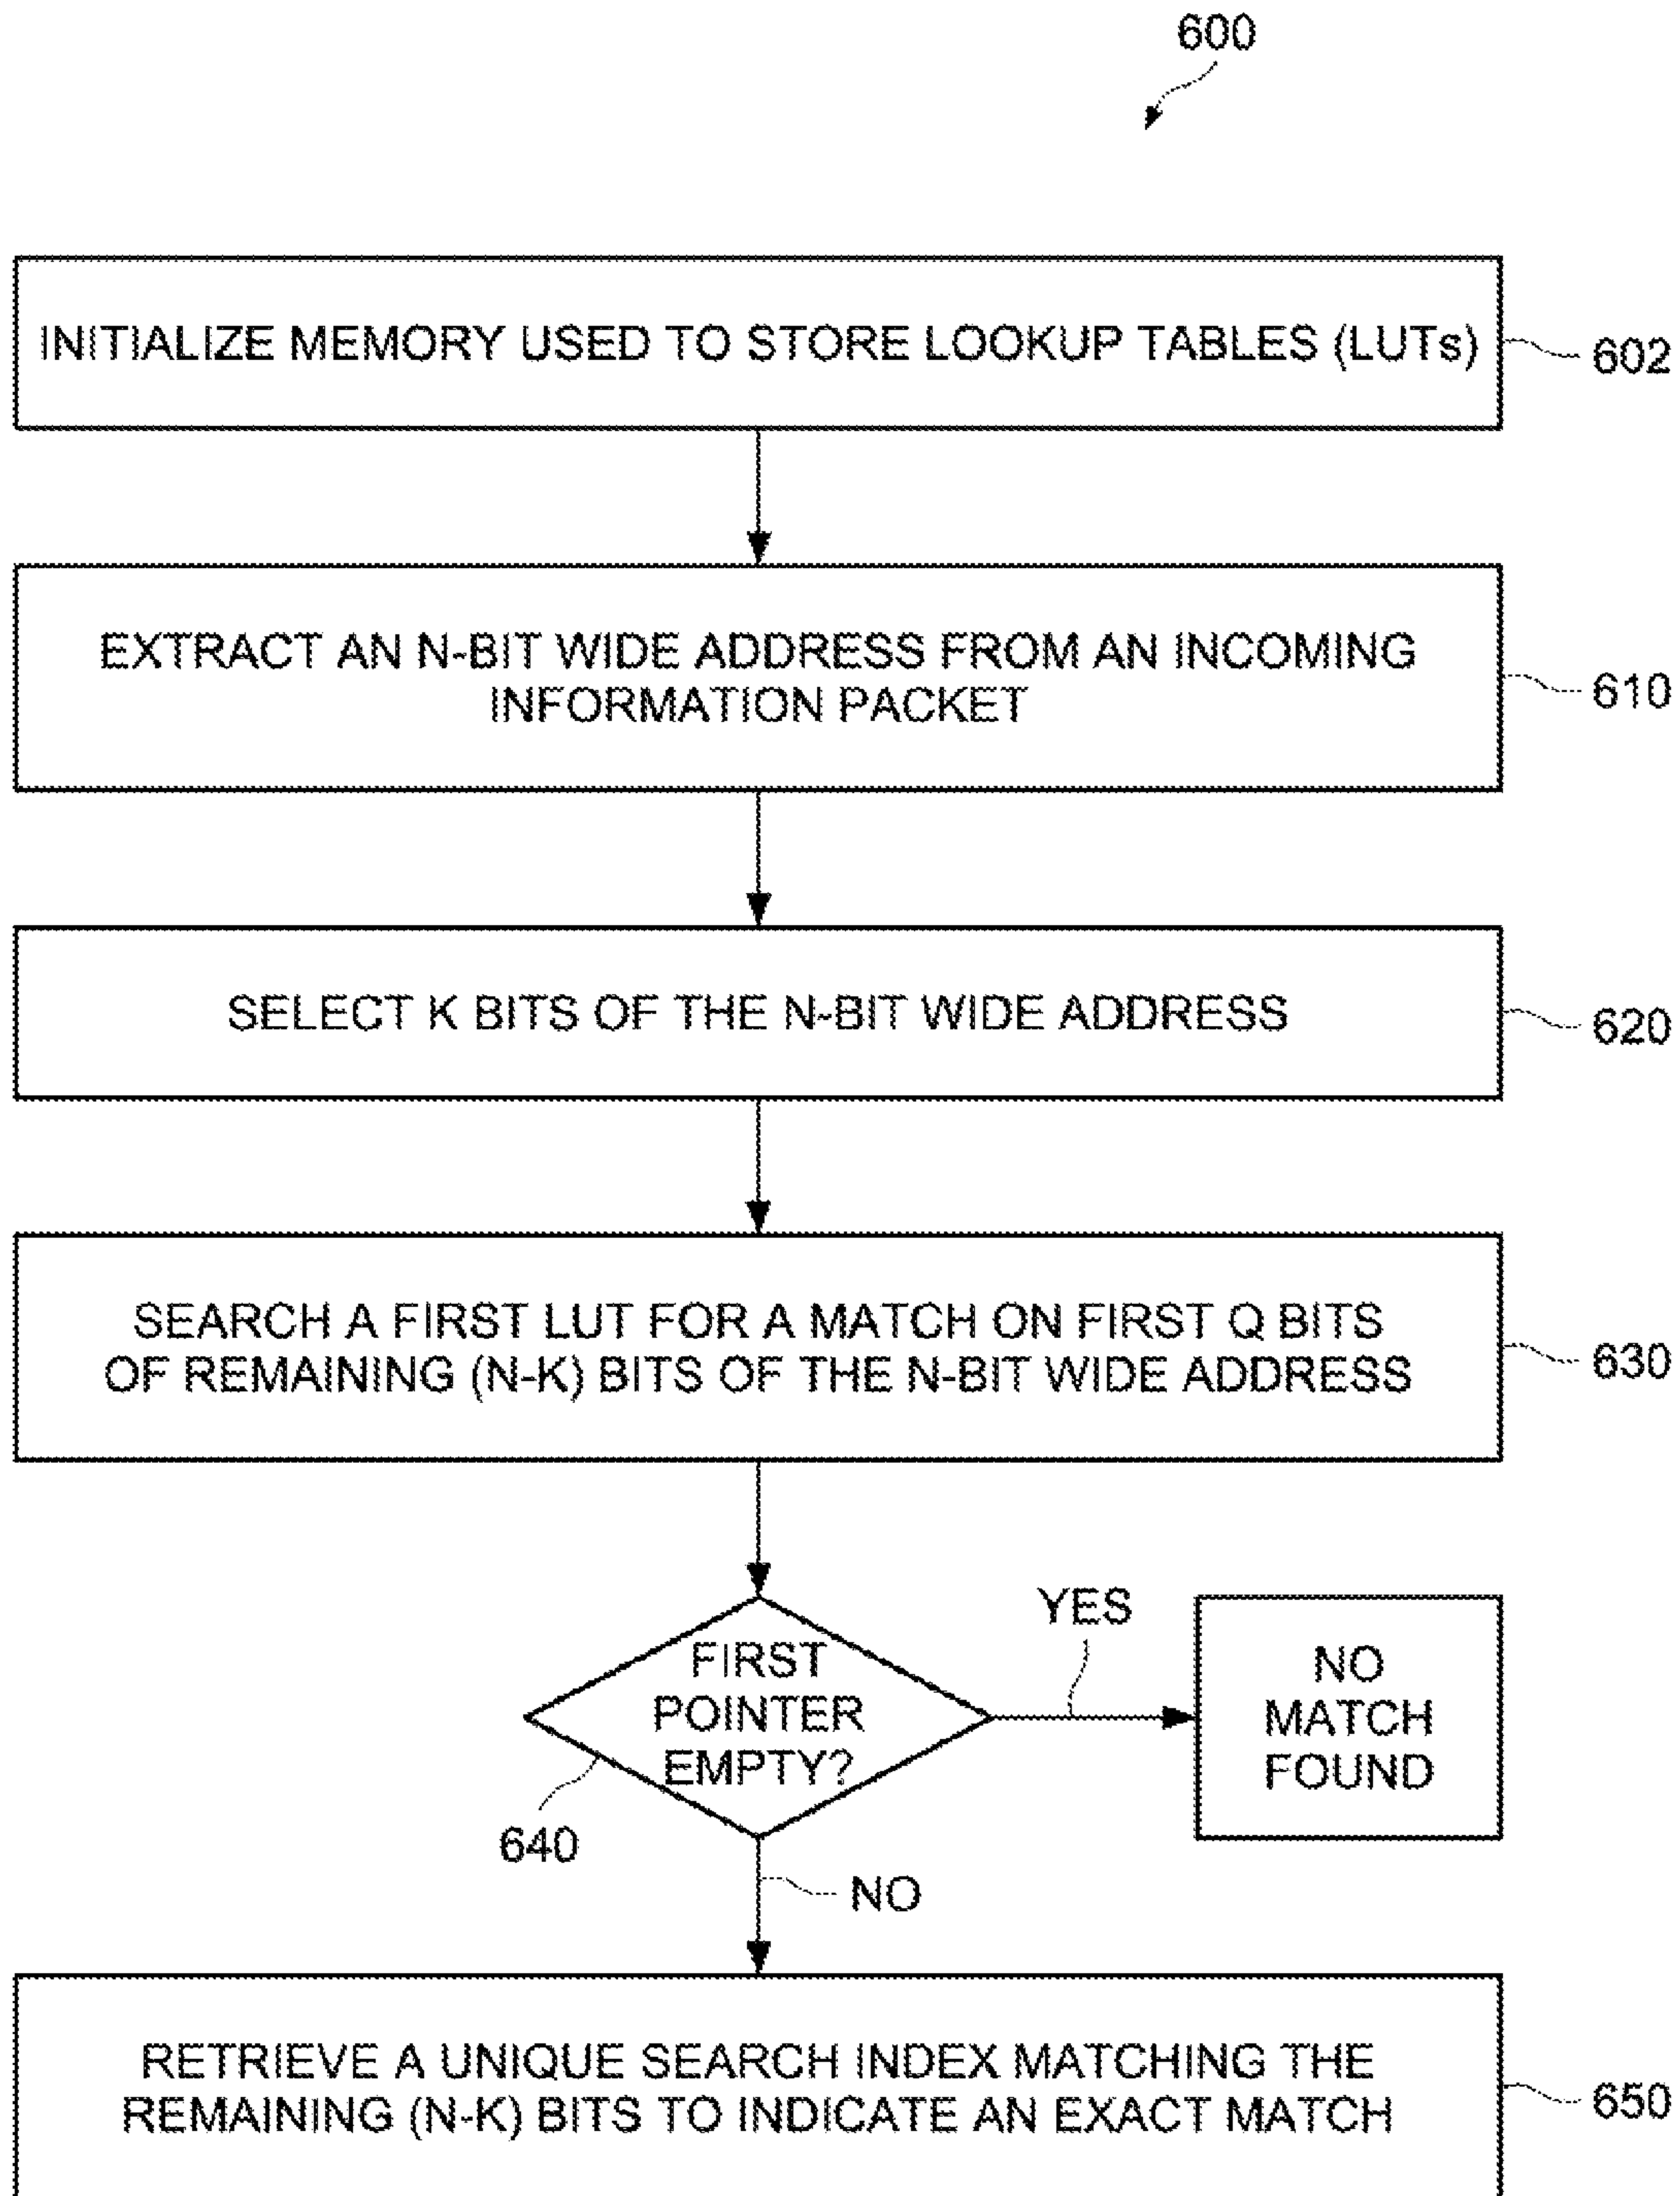 600
INITIALIZE MEMORY USED TO STORE LOOKUP TABLES (LUTs)
602
EXTRACT AN N-BIT WIDE ADDRESS FROM AN INCOMING
INFORMATION PACKET
610
SELECT K BITS OF THE N-BIT WIDE ADDRESS
620
SEARCH A FIRST LUT FOR A MATCH ON FIRST Q BITS
OF REMAINING (N-K) BITS OF THE N-BIT WIDE ADDRESS
630
FIRST
POINTER
EMPTY?
640
YES
NO
MATCH
FOUND
NO
RETRIEVE A UNIQUE SEARCH INDEX MATCHING THE
REMAINING (N-K) BITS TO INDICATE AN EXACT MATCH
650